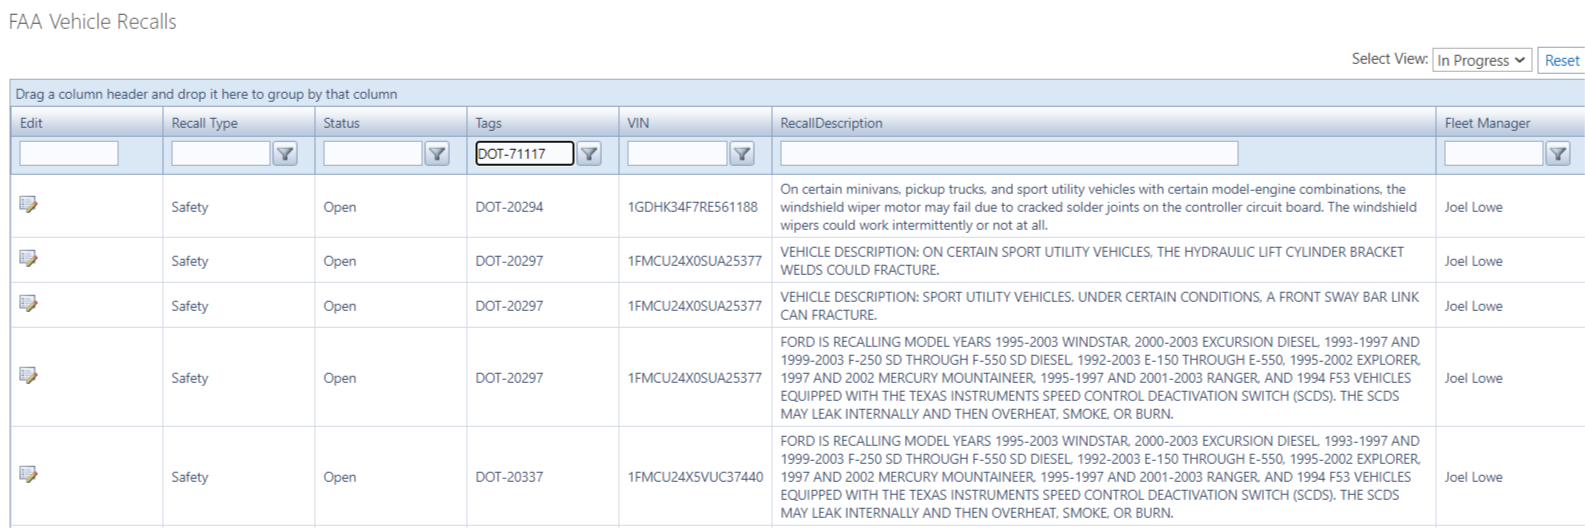 FAA Vehicle Recalls
Select View: In Progress Reset
Drag a column header and drop it here to group by that column
Edit Recall Type Status Tags VIN RecallDescription Fleet Manager
DOT-71117
Safety Open DOT-20294 1GDHK34F7RE561188 On certain minivans, pickup trucks, and sport utility vehicles with certain model-engine combinations, the
windshield wiper motor may fail due to cracked solder joints on the controller circuit board. The windshield
wipers could work intermittently or not at all. Joel Lowe
Safety Open DOT-20297 1FMCU24X0SUA25377 VEHICLE DESCRIPTION: ON CERTAIN SPORT UTILITY VEHICLES, THE HYDRAULIC LIFT CYLINDER BRACKET
WELDS COULD FRACTURE. Joel Lowe
Safety Open DOT-20297 1FMCU24X0SUA25377 VEHICLE DESCRIPTION: SPORT UTILITY VEHICLES. UNDER CERTAIN CONDITIONS, A FRONT SWAY BAR LINK
CAN FRACTURE. Joel Lowe
Safety Open DOT-20297 1FMCU24X0SUA25377 FORD IS RECALLING MODEL YEARS 1995-2003 WINDSTAR, 2000-2003 EXCURSION DIESEL, 1993-1997 AND
1999-2003 F-250 SD THROUGH F-550 SD DIESEL, 1992-2003 E-150 THROUGH E-550, 1995-2002 EXPLORER,
1997 AND 2002 MERCURY MOUNTAINEER, 1995-1997 AND 2001-2003 RANGER, AND 1994 F53 VEHICLES
EQUIPPED WITH THE TEXAS INSTRUMENTS SPEED CONTROL DEACTIVATION SWITCH (SCDS). THE SCDS
MAY LEAK INTERNALLY AND THEN OVERHEAT, SMOKE, OR BURN. Joel Lowe
Safety Open DOT-20337 1FMCU24X5VUC37440 FORD IS RECALLING MODEL YEARS 1995-2003 WINDSTAR, 2000-2003 EXCURSION DIESEL, 1993-1997 AND
1999-2003 F-250 SD THROUGH F-550 SD DIESEL, 1992-2003 E-150 THROUGH E-550, 1995-2002 EXPLORER,
1997 AND 2002 MERCURY MOUNTAINEER, 1995-1997 AND 2001-2003 RANGER, AND 1994 F53 VEHICLES
EQUIPPED WITH THE TEXAS INSTRUMENTS SPEED CONTROL DEACTIVATION SWITCH (SCDS). THE SCDS
MAY LEAK INTERNALLY AND THEN OVERHEAT, SMOKE, OR BURN. Joel Lowe